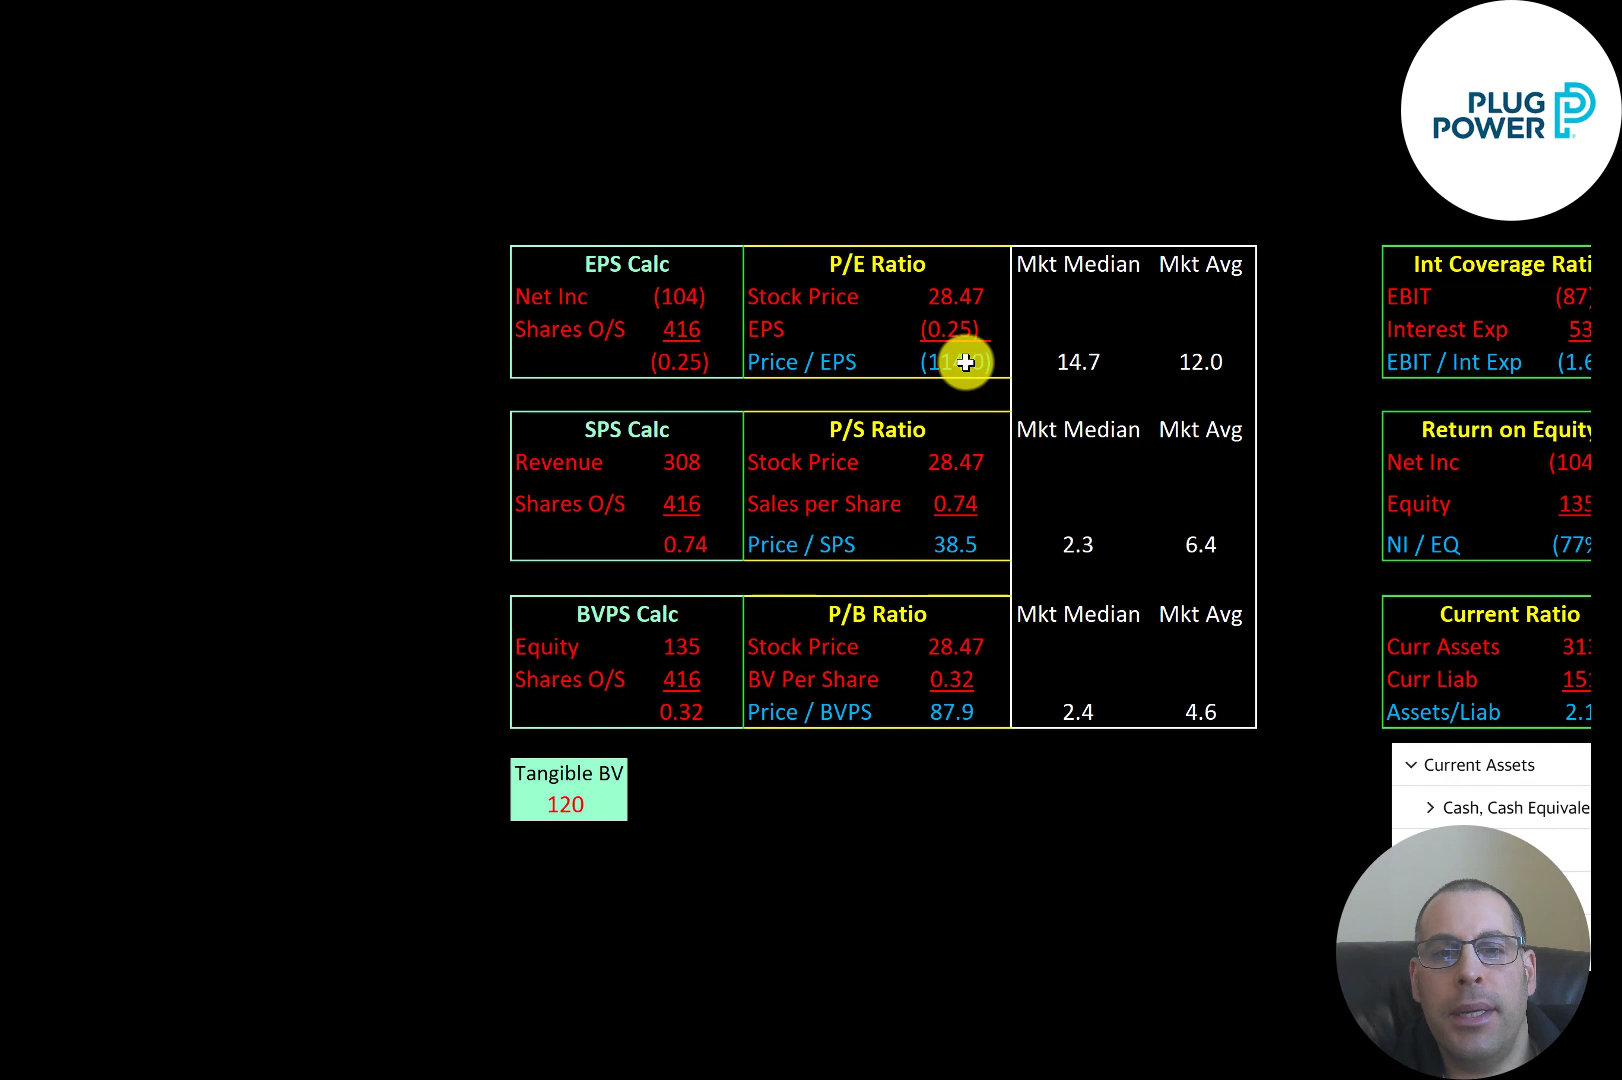 PLUG
POWER
EPS Calc
Net Inc (104)
Shares O/S 416
(0.25)
P/E Ratio
Stock Price 28.47
EPS (0.25)
Price / EPS
Mkt Median Mkt Avg
14.7 12.0
SPS Calc
Revenue 308
Shares O/S 416
0.74
P/S Ratio
Stock Price 28.47
Sales per Share 0.74
Price / SPS 38.5
Mkt Median Mkt Avg
2.3 6.4
BVPS Calc
Equity 135
Shares O/S 416
0.32
P/B Ratio
Stock Price 28.47
BV Per Share 0.32
Price / BVPS 87.9
Mkt Median Mkt Avg
2.4 4.6
Tangible BV
120
Int Coverage Rati
EBIT (87)
Interest Exp 53
EBIT / Int Exp (1.6
Return on Equity
Net Inc (104
Equity 135
NI / EQ (77%
Current Ratio
Curr Assets 313
Curr Liab 151
Assets/Liab 2.1
Current Assets
Cash, Cash Equivale